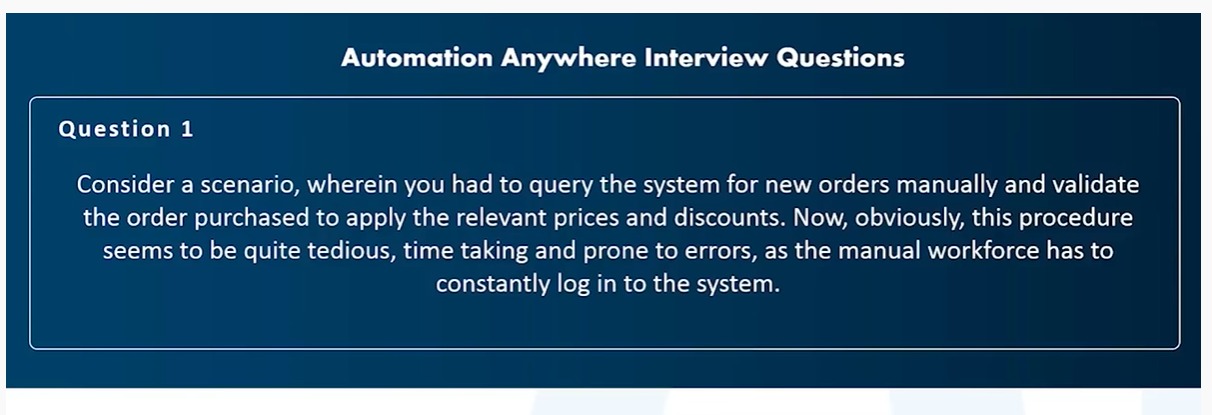 Automation Anywhere Interview Questions
Question 1
Consider a scenario, wherein you had to query the system for new orders manually and validate
the order purchased to apply the relevant prices and discounts. Now, obviously, this procedure
seems to be quite tedious, time taking and prone to errors, as the manual workforce has to
constantly log in to the system.